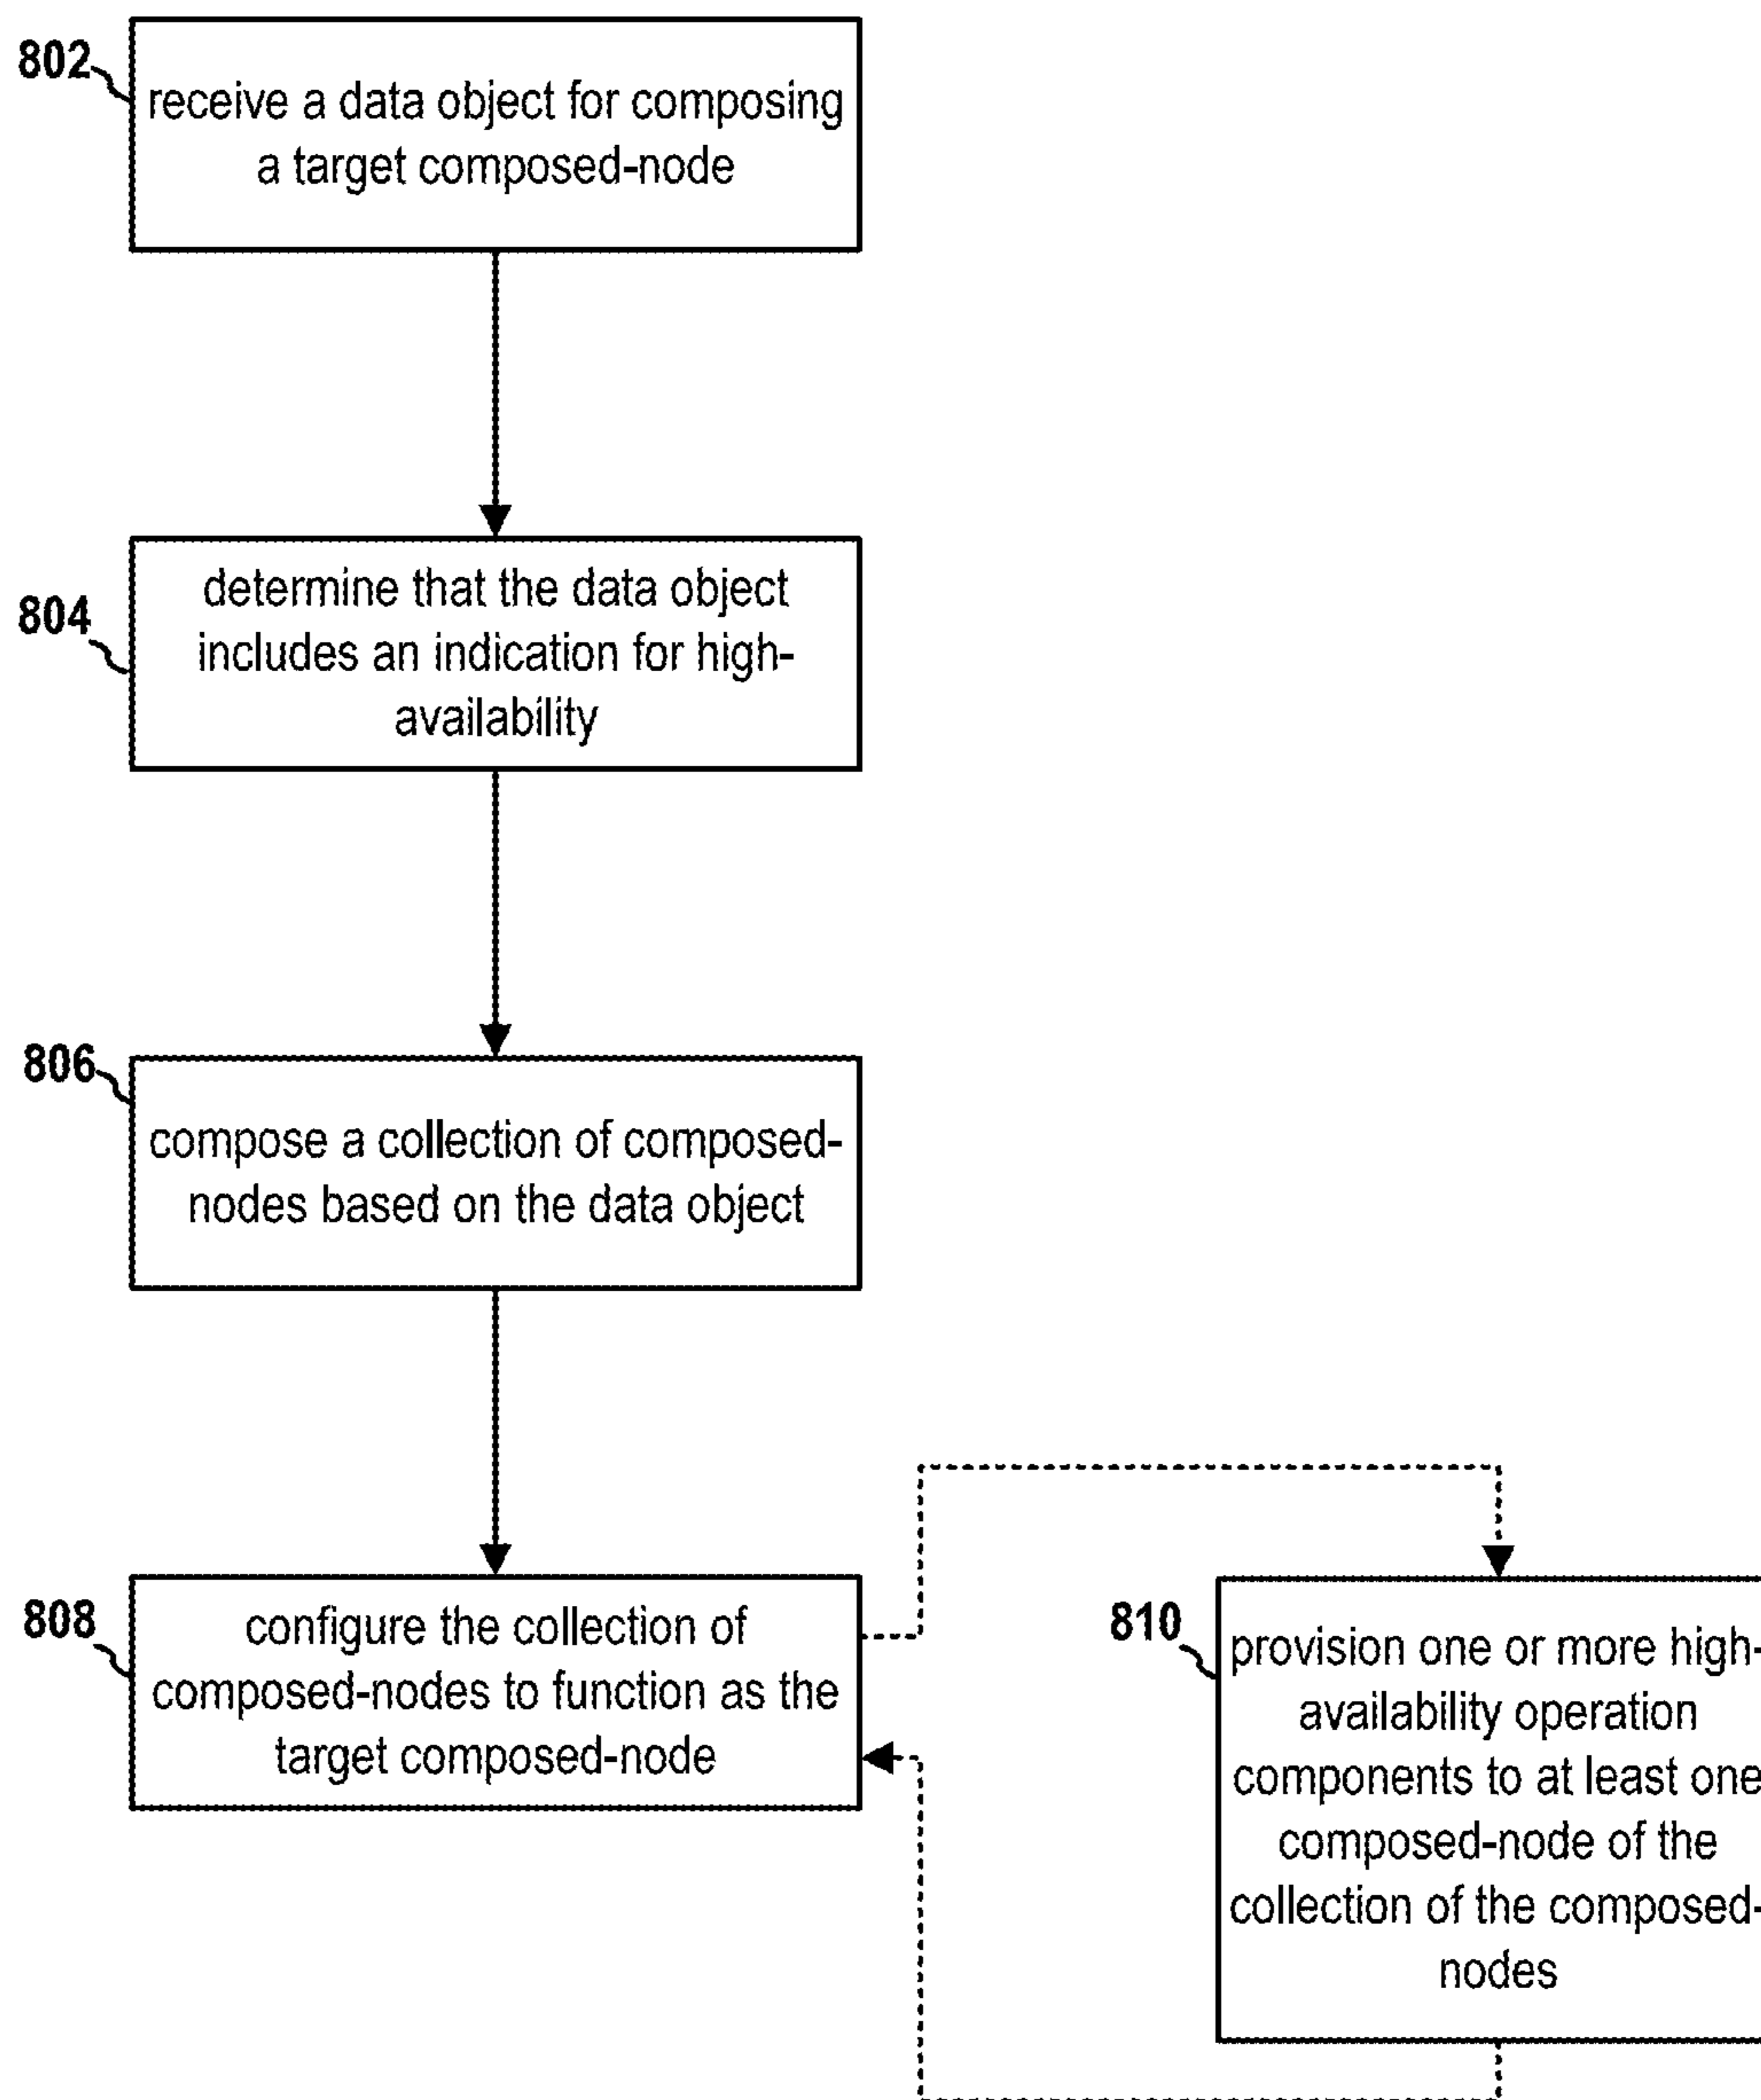 802
receive a data object for composing
a target composed-node
804
determine that the data object
includes an indication for high-
availability
806
compose a collection of composed-
nodes based on the data object
808
configure the collection of
composed-nodes to function as the
target composed-node
810
provision one or more high-
availability operation
components to at least one
composed-node of the
collection of the composed-
nodes